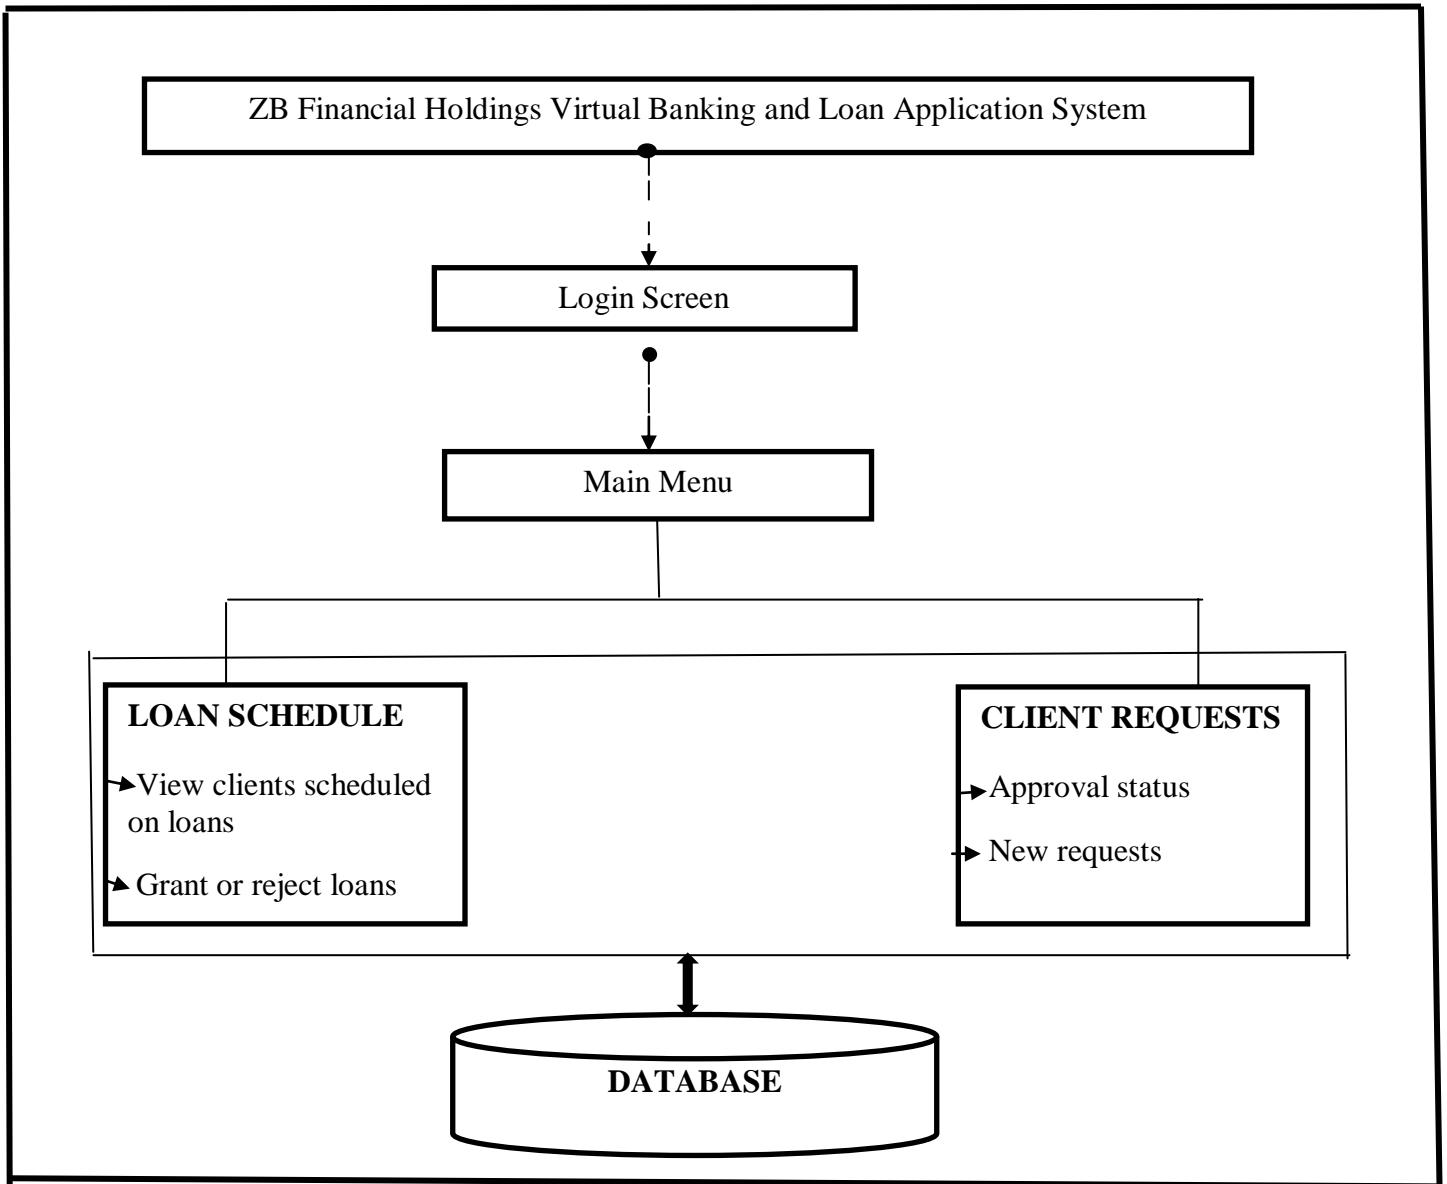 ZB Financial Holdings Virtual Banking and Loan Application System
Login Screen
Main Menu
LOAN SCHEDULE
View clients scheduled
on loans
Grant or reject loans
CLIENT REQUESTS
Approval status
New requests
DATABASE